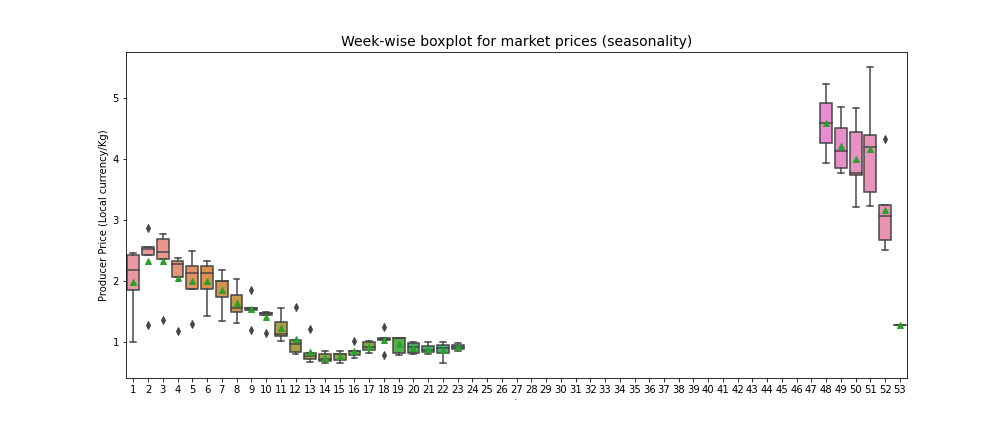 Week-wise boxplot for market prices (seasonality)
Producer Price (Local currency/Kg)
5
4
3
2
1
1 2 3 4 5 6 7 8 9 10 11 12 13 14 15 16 17 18 19 20 21 22 23 24 25 26 27 28 29 30 31 32 33 34 35 36 37 38 39 40 41 42 43 44 45 46 47 48 49 50 51 52 53
.